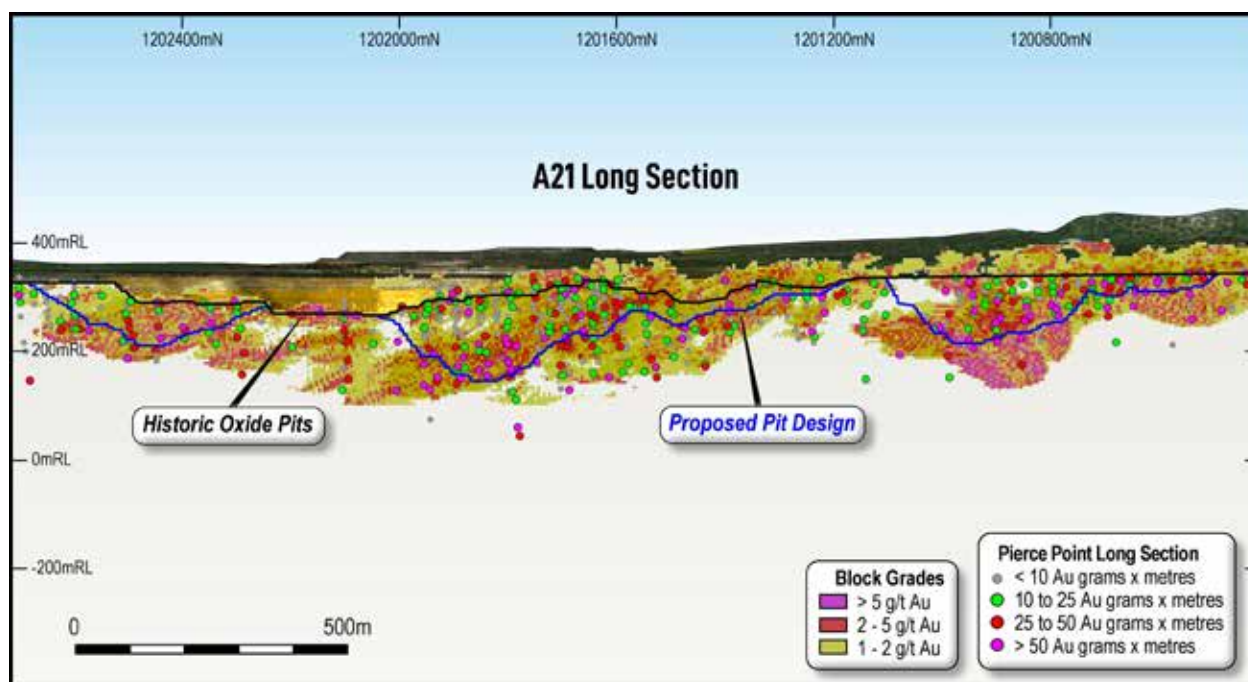 1202400mN
1202000mN
1201600mN
1201200mN
1200800mN
A21 Long Section
400mRL
200mRL
Historic Oxide Pits
Proposed Pit Design
0mRL
-200mRL
0
500m
Block Grades
> 5 g/t Au
2 - 5 g/t Au
1 - 2 g/t Au
Pierce Point Long Section
< 10 Au grams x metres
10 to 25 Au grams x metres
25 to 50 Au grams x metres
> 50 Au grams x metres